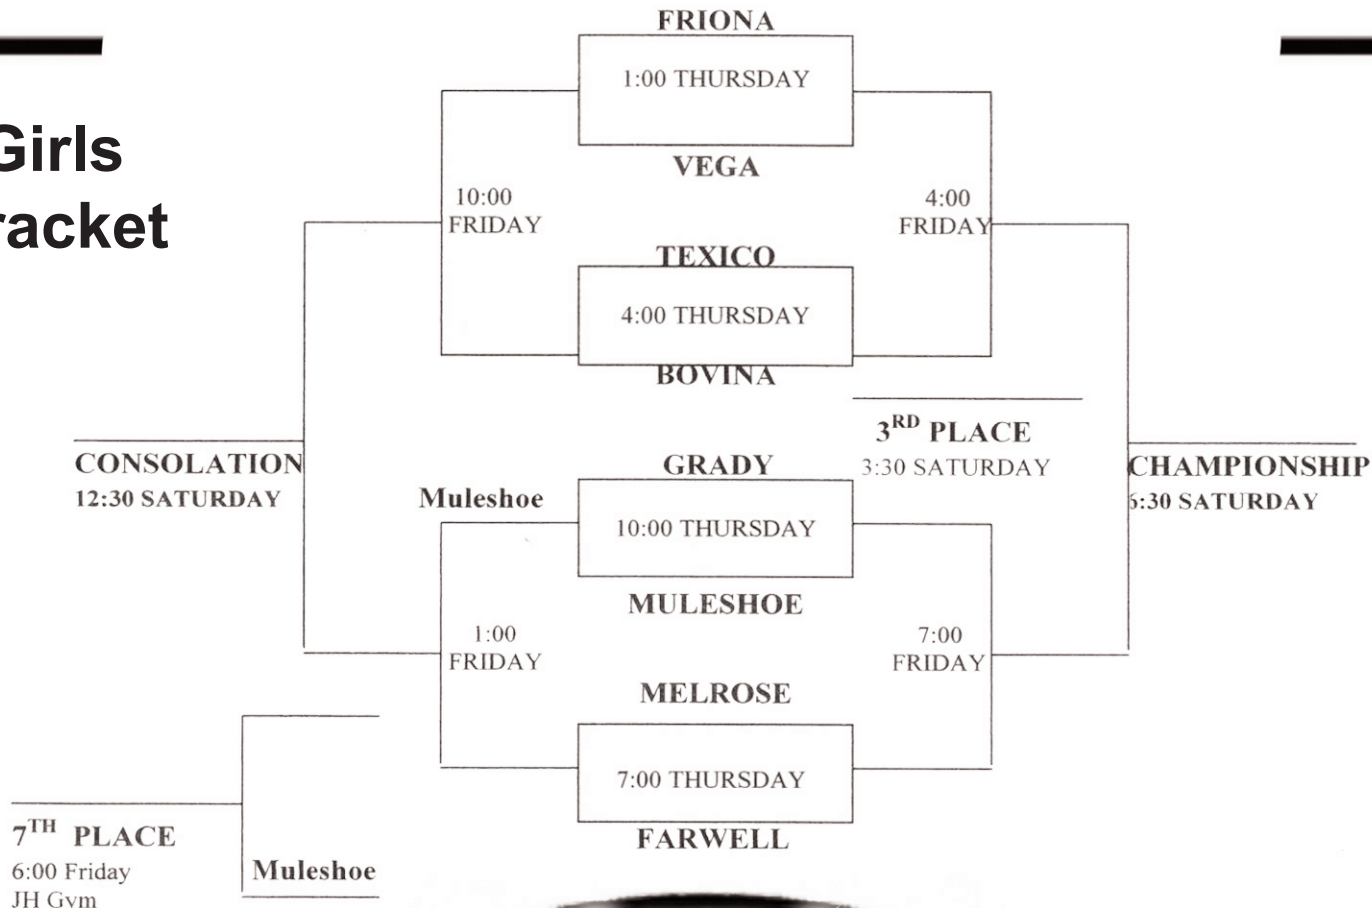 Girls
racket
FRIONA
1:00 THURSDAY
VEGA
10:00
FRIDAY
4:00
FRIDAY
TEXICO
4:00 THURSDAY
BOVINA
3RD PLACE
3:30 SATURDAY
CONSOLATION
12:30 SATURDAY
CHAMPIONSHIP
6:30 SATURDAY
GRADY
Muleshoe
10:00 THURSDAY
MULESHOE
1:00
FRIDAY
7:00
FRIDAY
MELROSE
7:00 THURSDAY
FARWELL
7TH PLACE
6:00 Friday
JH Gym
Muleshoe